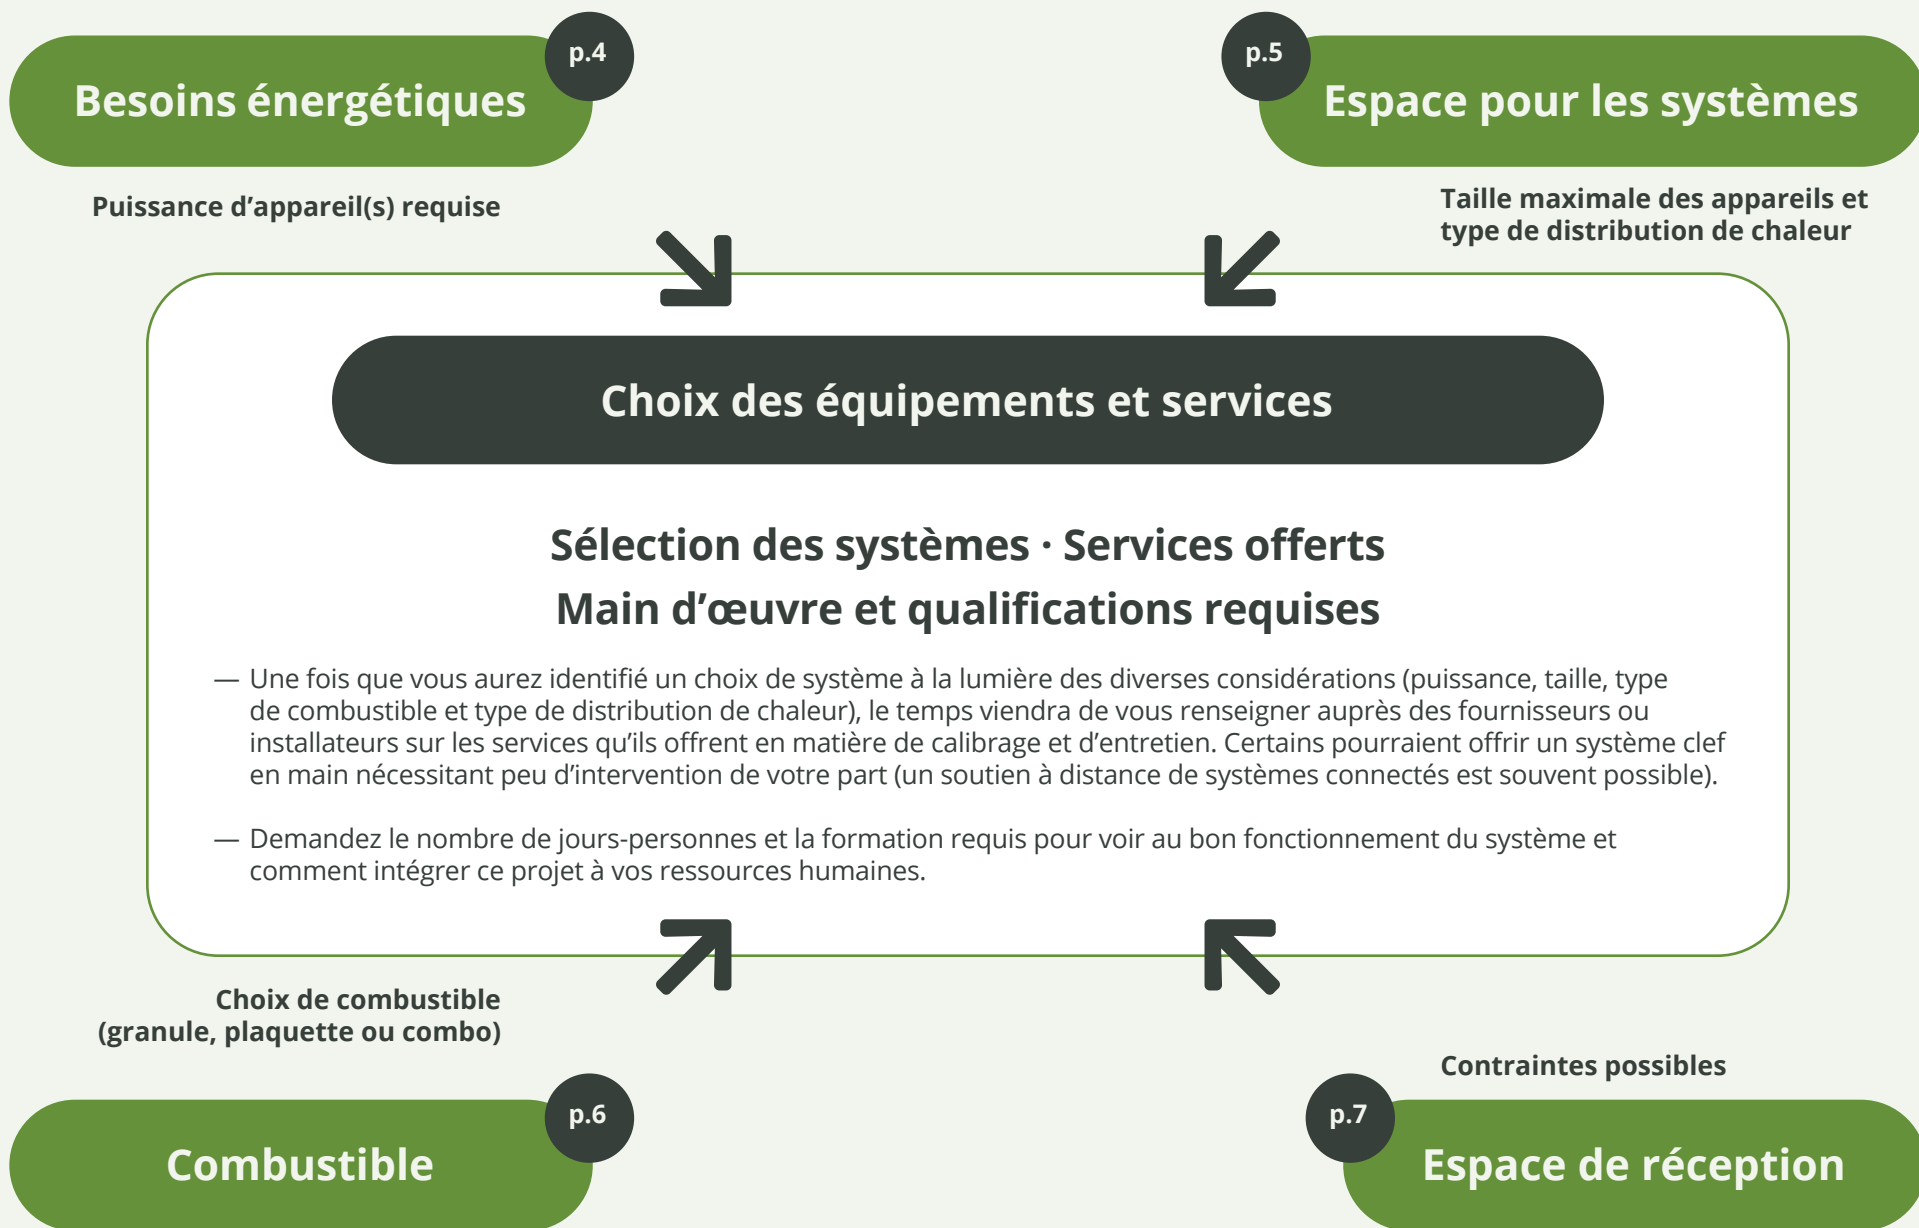 p.4
Besoins énergétiques
p.5
Espace pour les systèmes
Puissance d’appareil(s) requise
Taille maximale des appareils et
type de distribution de chaleur
Choix des équipements et services
Sélection des systèmes · Services offerts
Main d’œuvre et qualifications requises
— Une fois que vous aurez identifié un choix de système à la lumière des diverses considérations (puissance, taille, type
de combustible et type de distribution de chaleur), le temps viendra de vous renseigner auprès des fournisseurs ou
installateurs sur les services qu’ils offrent en matière de calibrage et d’entretien. Certains pourraient offrir un système clef
en main nécessitant peu d’intervention de votre part (un soutien à distance de systèmes connectés est souvent possible).
— Demandez le nombre de jours-personnes et la formation requis pour voir au bon fonctionnement du système et
comment intégrer ce projet à vos ressources humaines.
Choix de combustible
(granule, plaquette ou combo)
Contraintes possibles
p.6
Combustible
p.7
Espace de réception